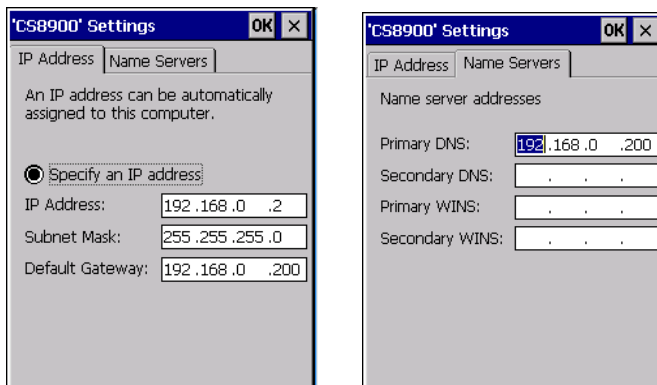 'CS8900' Settings OK ×
IP Address Name Servers
An IP address can be automatically
assigned to this computer.
Specify an IP address
IP Address: 192.168.0.2
Subnet Mask: 255.255.255.0
Default Gateway: 192.168.0.200
'CS8900' Settings OK ×
IP Address Name Servers
Name server addresses
Primary DNS: 192.168.0.200
Secondary DNS: . . .
Primary WINS: . . .
Secondary WINS: . . .